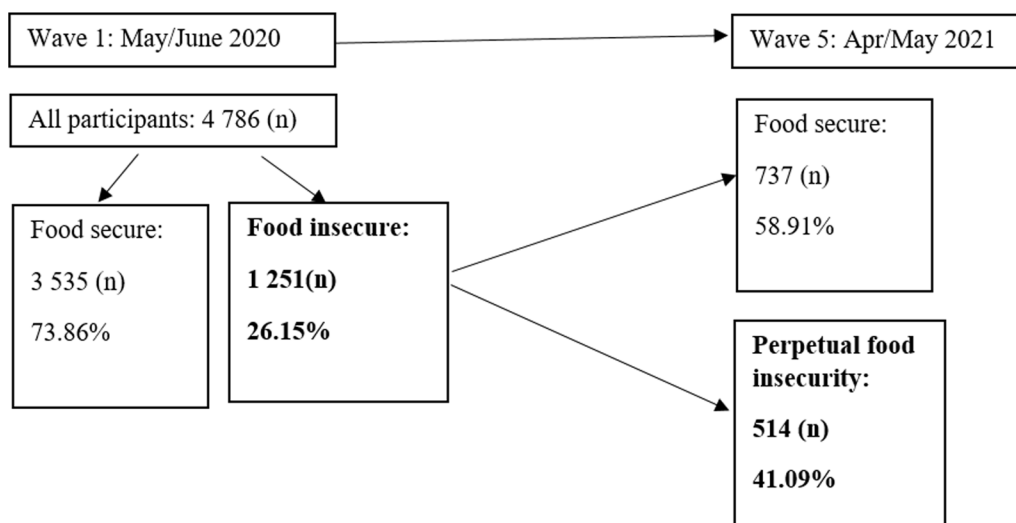 Wave 1: May/June 2020
Wave 5: Apr/May 2021
All participants: 4 786 (n)
Food secure:
3 535 (n)
73.86%
Food insecure:
1 251(n)
26.15%
Food secure:
737 (n)
58.91%
Perpetual food
insecurity:
514 (n)
41.09%